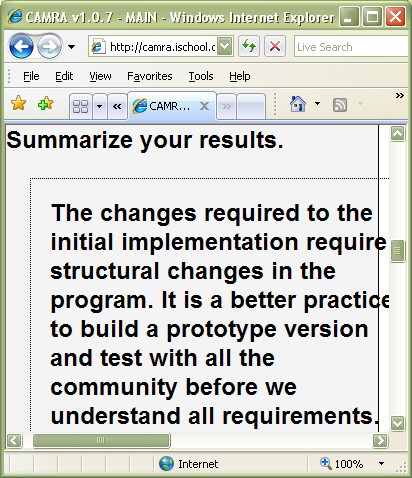 CAMRA v1.0.7 - MAIN - Windows Internet Explorer
http://camra.ischool.c
Live Search
File Edit View Favorites Tools Help
CAMR...
Summarize your results.
The changes required to the
initial implementation require
structural changes in the
program. It is a better practice
to build a prototype version
and test with all the
community before we
understand all requirements.
Internet
100%